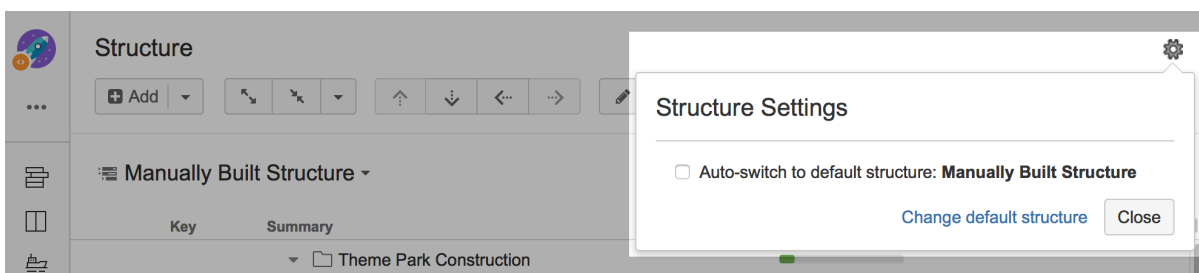 Structure
Add
Structure Settings
Manually Built Structure
Auto-switch to default structure: Manually Built Structure
Change default structure Close
Key Summary
Theme Park Construction